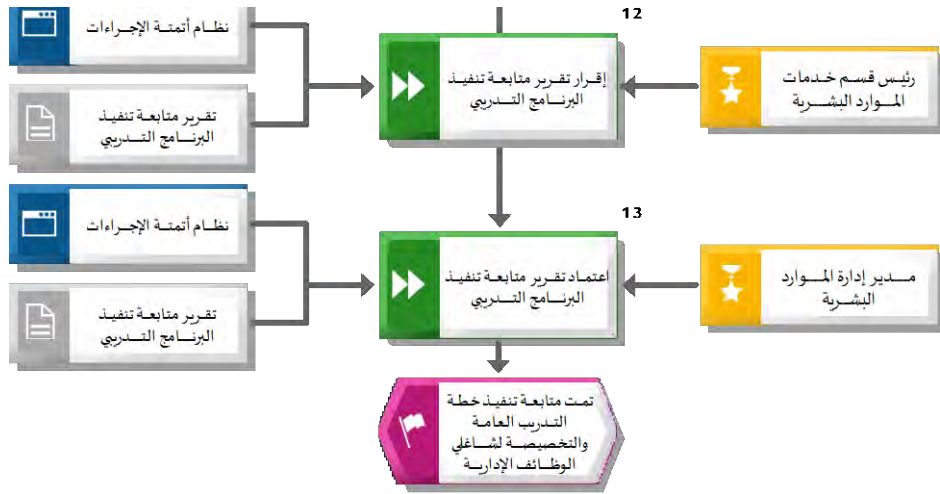 12
رئيس قسم خدمات
الموارد البشرية
إقرار تقرير متابعة تنفيذ
البرنامج التدريبي
نظام أتمتة الإجراءات
تقرير متابعة تنفيذ
البرنامج التدريبي
13
مدير إدارة الموارد
البشرية
اعتماد تقرير متابعة تنفيذ
البرنامج التدريبي
نظام أتمتة الإجراءات
تقرير متابعة تنفيذ
البرنامج التدريبي
تمت متابعة تنفيذ خطة
التدريب العامة
والتخصيصة لشاغلي
الوظائف الإدارية